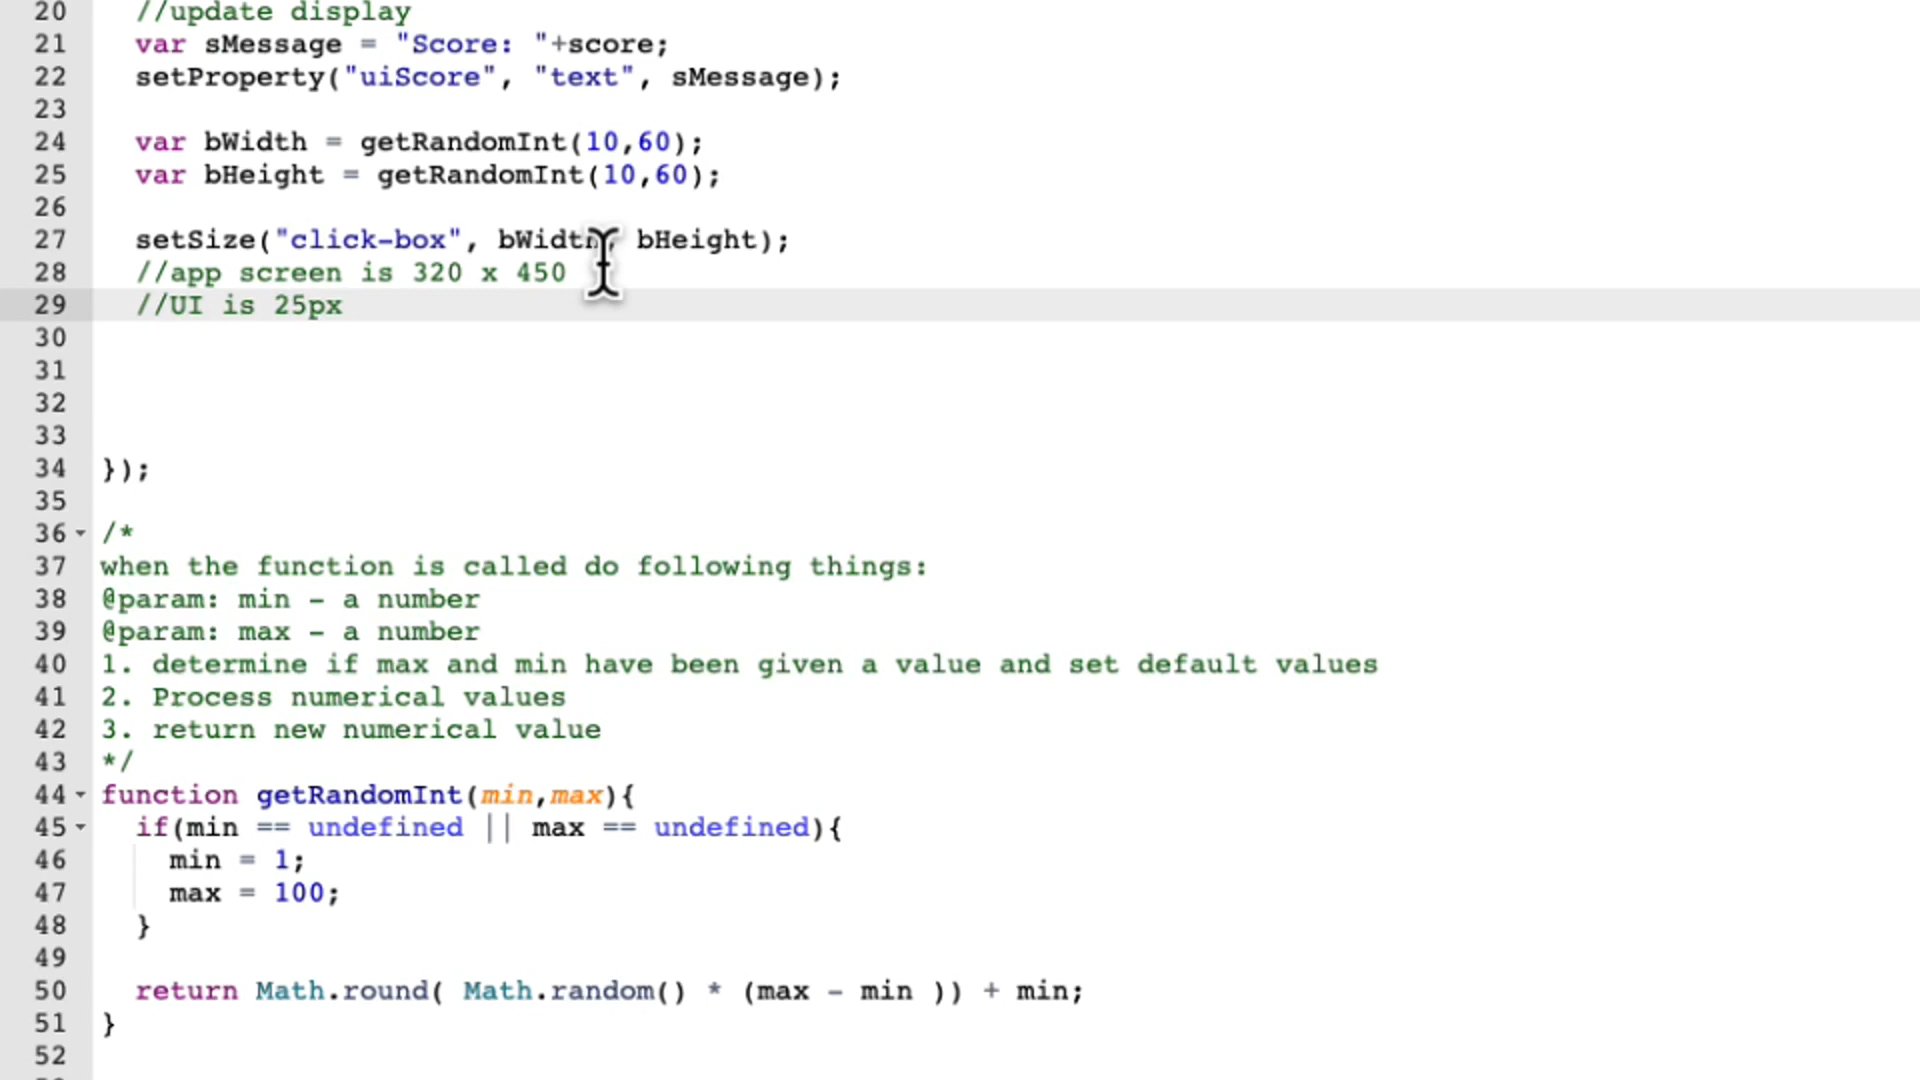 20 //update display
21 var sMessage = "Score: "+score;
22 setProperty("uiScore", "text", sMessage);
23
24 var bWidth = getRandomInt(10,60);
25 var bHeight = getRandomInt(10,60);
26
27 setSize("click-box", bWidth, bHeight);
28 //app screen is 320 x 450
29 //UI is 25px
30
31
32
33
34 });
35
36 /*
37 when the function is called do following things:
38 @param: min - a number
39 @param: max - a number
40 1. determine if max and min have been given a value and set default values
41 2. Process numerical values
42 3. return new numerical value
43 */
44 function getRandomInt(min,max){
45 if(min == undefined || max == undefined){
46 min = 1;
47 max = 100;
48 }
49
50 return Math.round( Math.random() * (max - min )) + min;
51 }
52